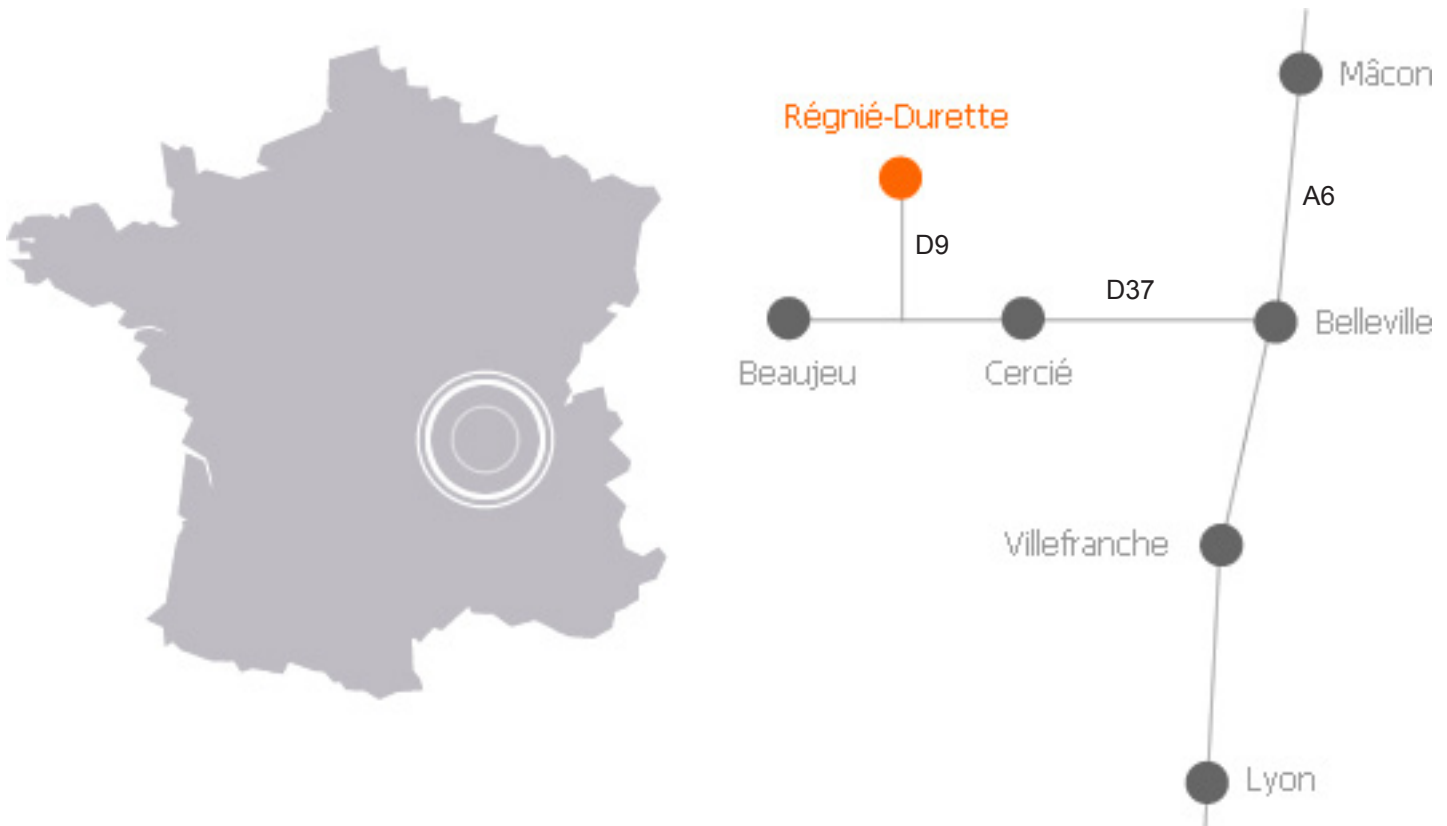 Mâcon
Régnié-Durette
A6
D9
D37
Belleville
Beaujeu
Cercié
Villefranche
Lyon